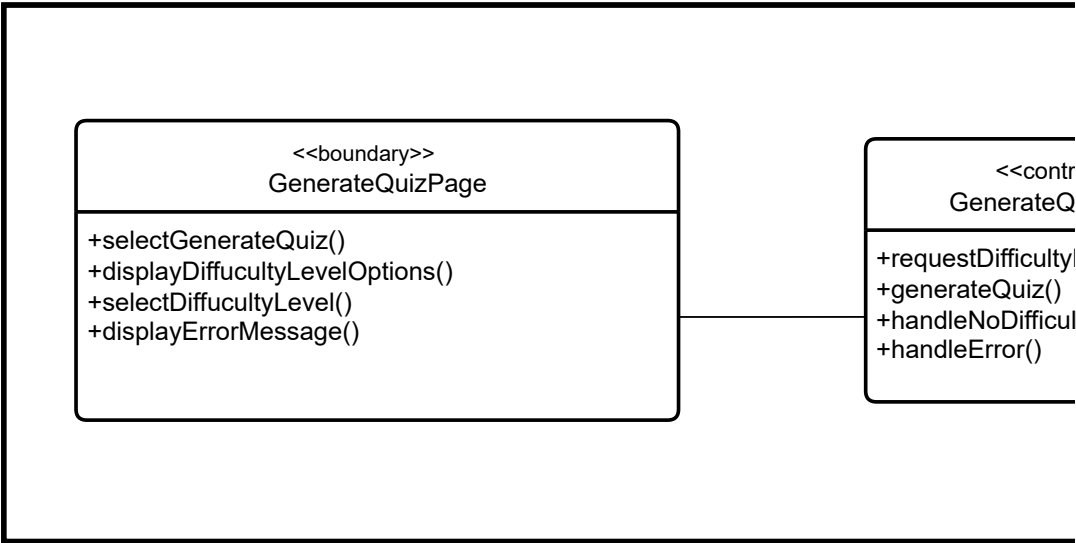 <<boundary>>
GenerateQuizPage
+selectGenerateQuiz()
+displayDiffucultyLevelOptions()
+selectDiffucultyLevel()
+displayErrorMessage()
<<contr
GenerateQ
+requestDifficulty
+generateQuiz()
+handleNoDifficul
+handleError()